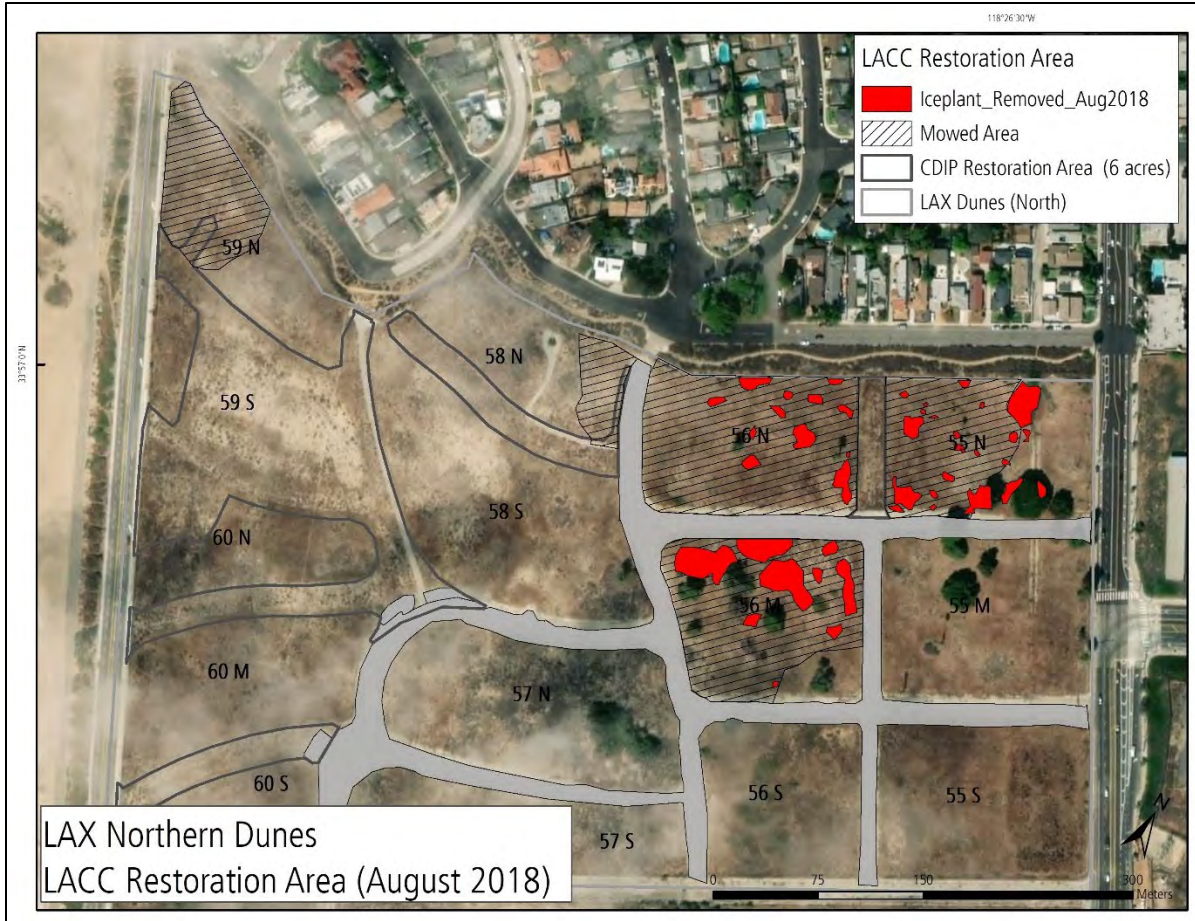 118°26'30"W
LACC Restoration Area
Iceplant_Removed_Aug2018
Mowed Area
CDIP Restoration Area (6 acres)
LAX Dunes (North)
33°57'0"N
59 N
58 N
59 S
56 N
55 N
58 S
60 N
56 M
55 M
60 M
57 N
60 S
56 S
55 S
57 S
N
LAX Northern Dunes
LACC Restoration Area (August 2018)
0 75 150 300
Meters